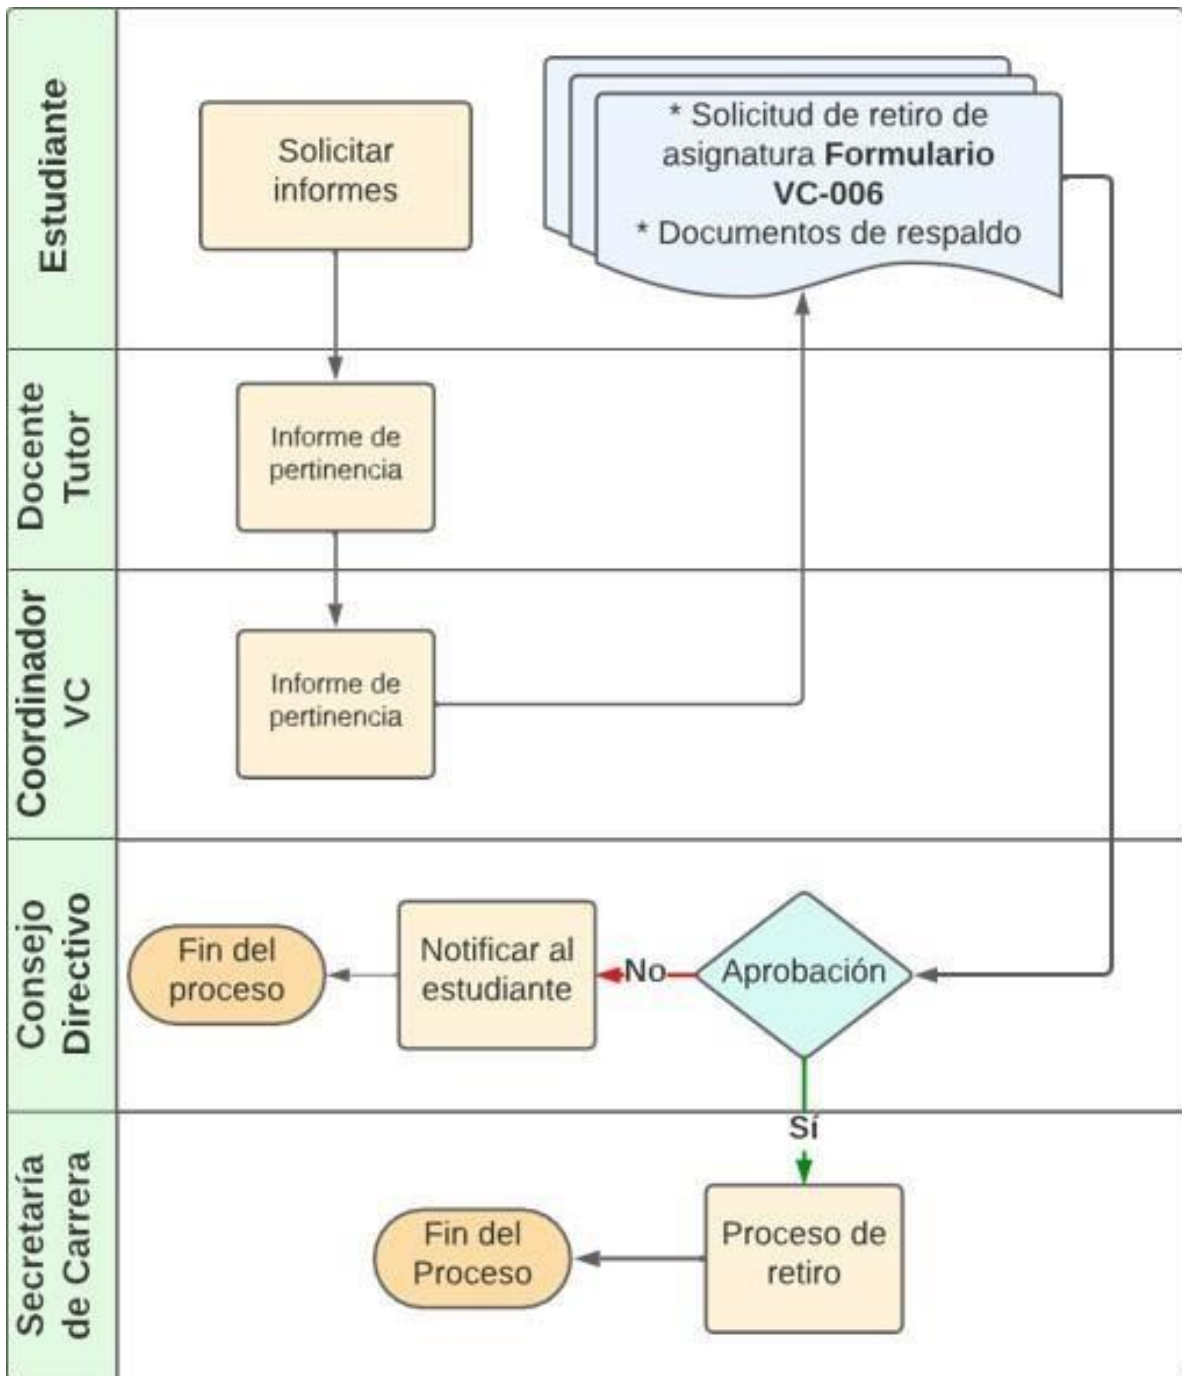 Estudiante
Solicitar
informes
* Solicitud de retiro de
asignatura Formulario
VC-006
* Documentos de respaldo
Docente
Tutor
Informe de
pertinencia
Coordinador
VC
Informe de
pertinencia
Consejo
Directivo
Fin del
proceso
Notificar al
estudiante
No
Aprobación
Sí
Secretaría
de Carrera
Fin del
Proceso
Proceso de
retiro